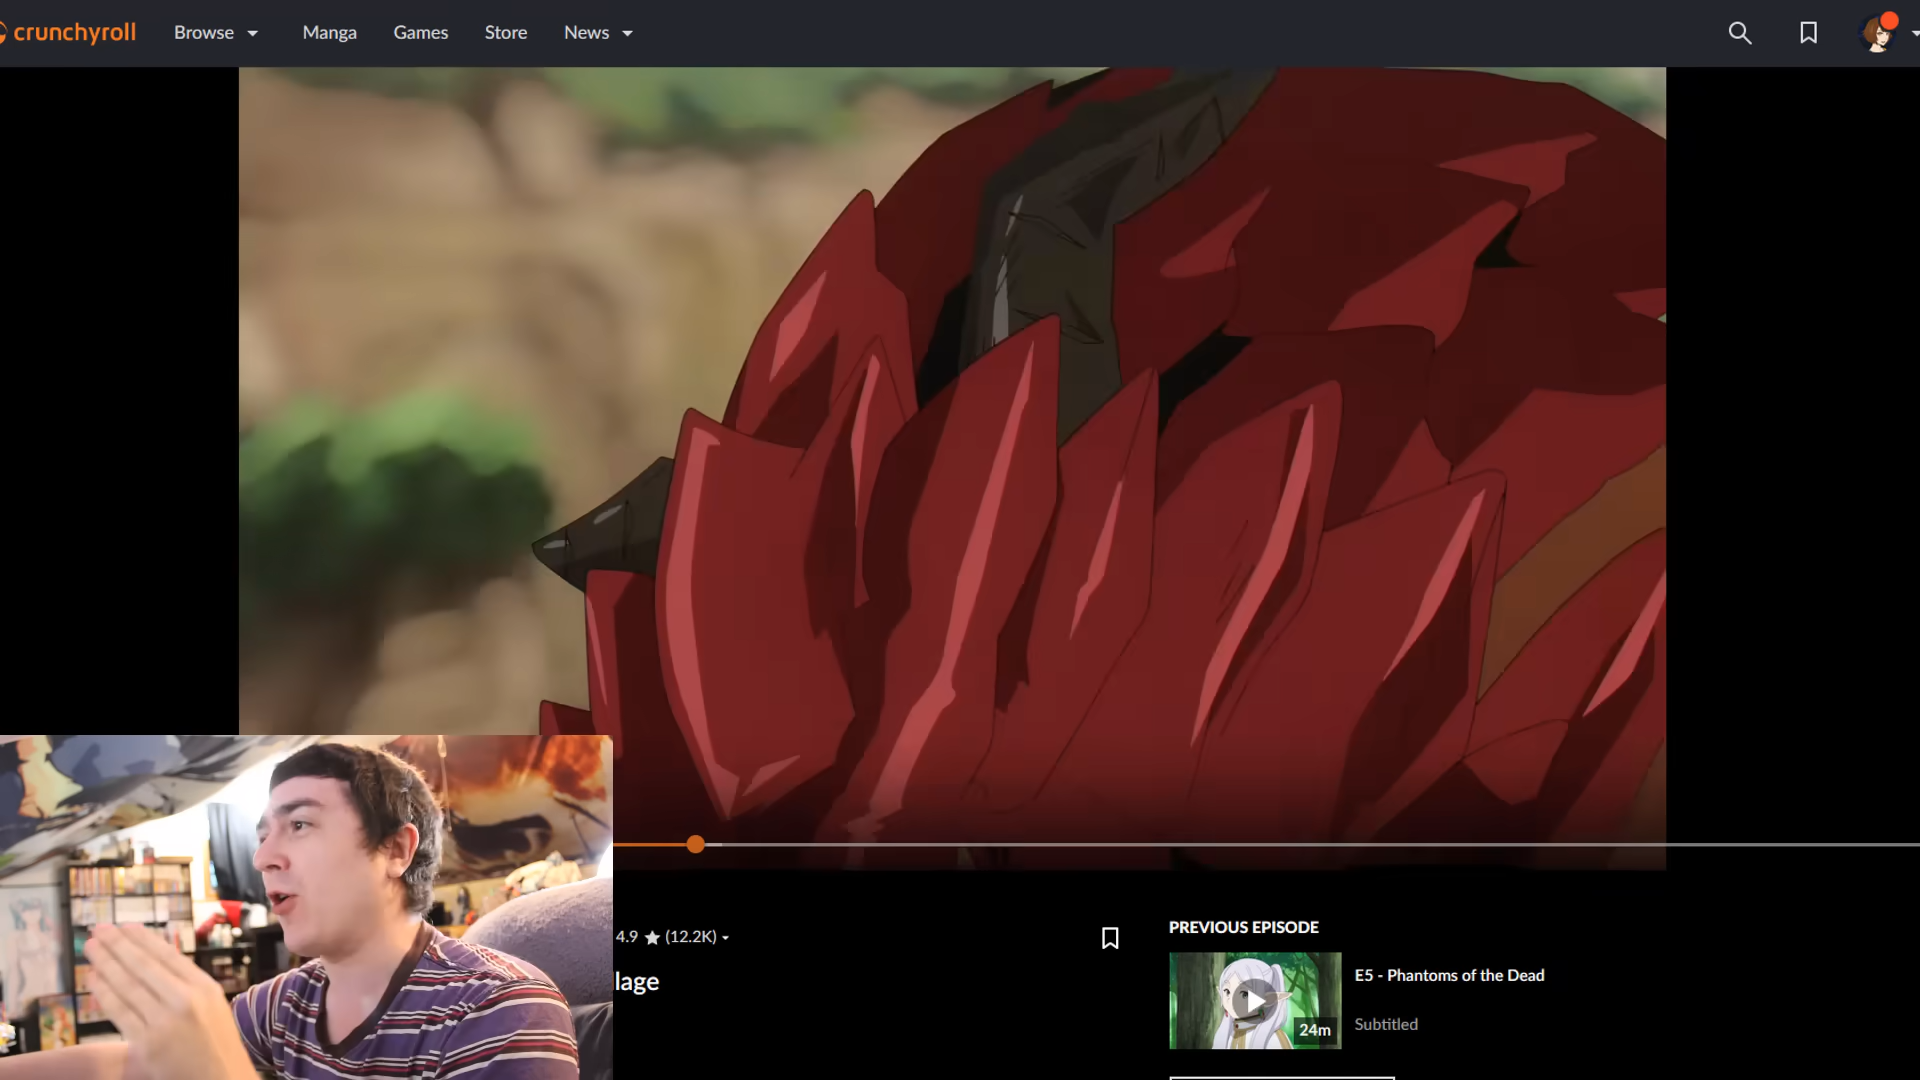 crunchyroll Browse Manga Games Store News
4.9 (12.2K)
lage
PREVIOUS EPISODE
E5 - Phantoms of the Dead
24m
Subtitled